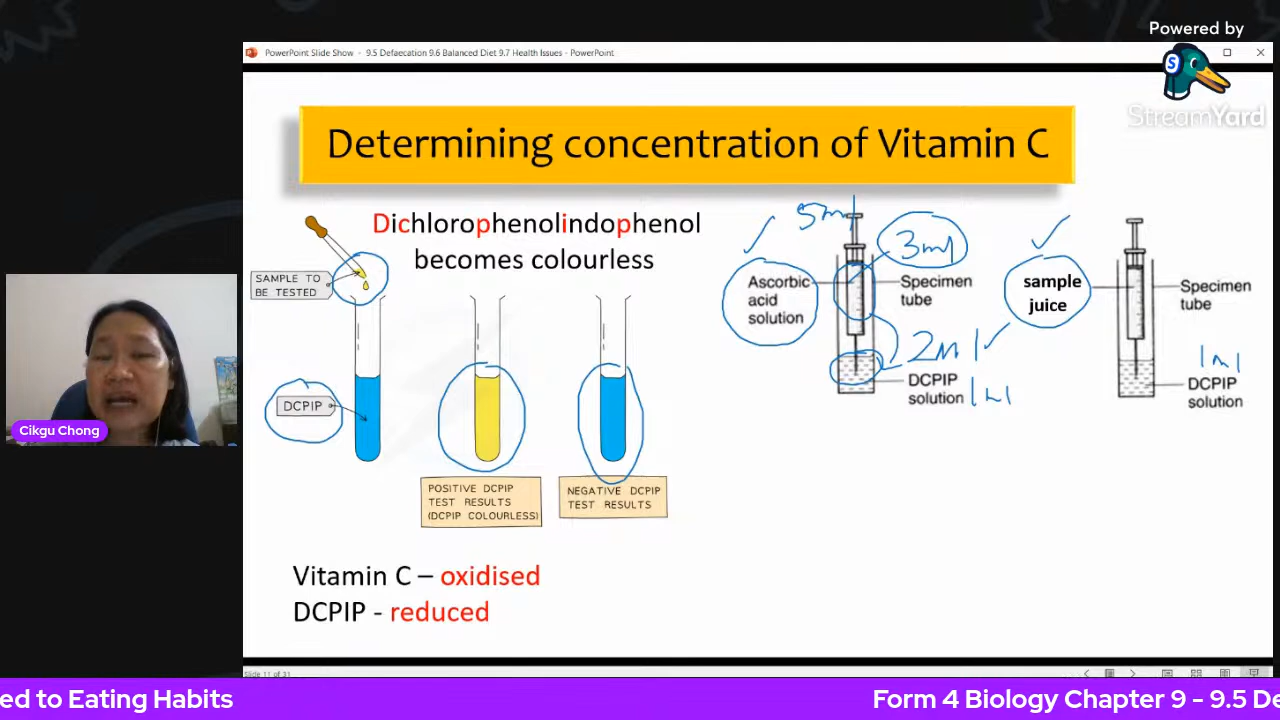 Powered by
StreamYard
PowerPoint Slide Show - 9.5 Defaecation 9.6 Balanced Diet 9.7 Health Issues - PowerPoint
Determining concentration of Vitamin C
Dichlorophenolindophenol
becomes colourless
SAMPLE TO
BE TESTED
DCPIP
POSITIVE DCPIP
TEST RESULTS
(DCPIP COLOURLESS)
NEGATIVE DCPIP
TEST RESULTS
5ml
3ml
Ascorbic
acid
solution
Specimen
tube
2ml
DCPIP
solution
1ml
sample
juice
Specimen
tube
1ml
DCPIP
solution
Vitamin C – oxidised
DCPIP - reduced
Cikgu Chong
Slide 11 of 31
ed to Eating Habits
Form 4 Biology Chapter 9 - 9.5 De